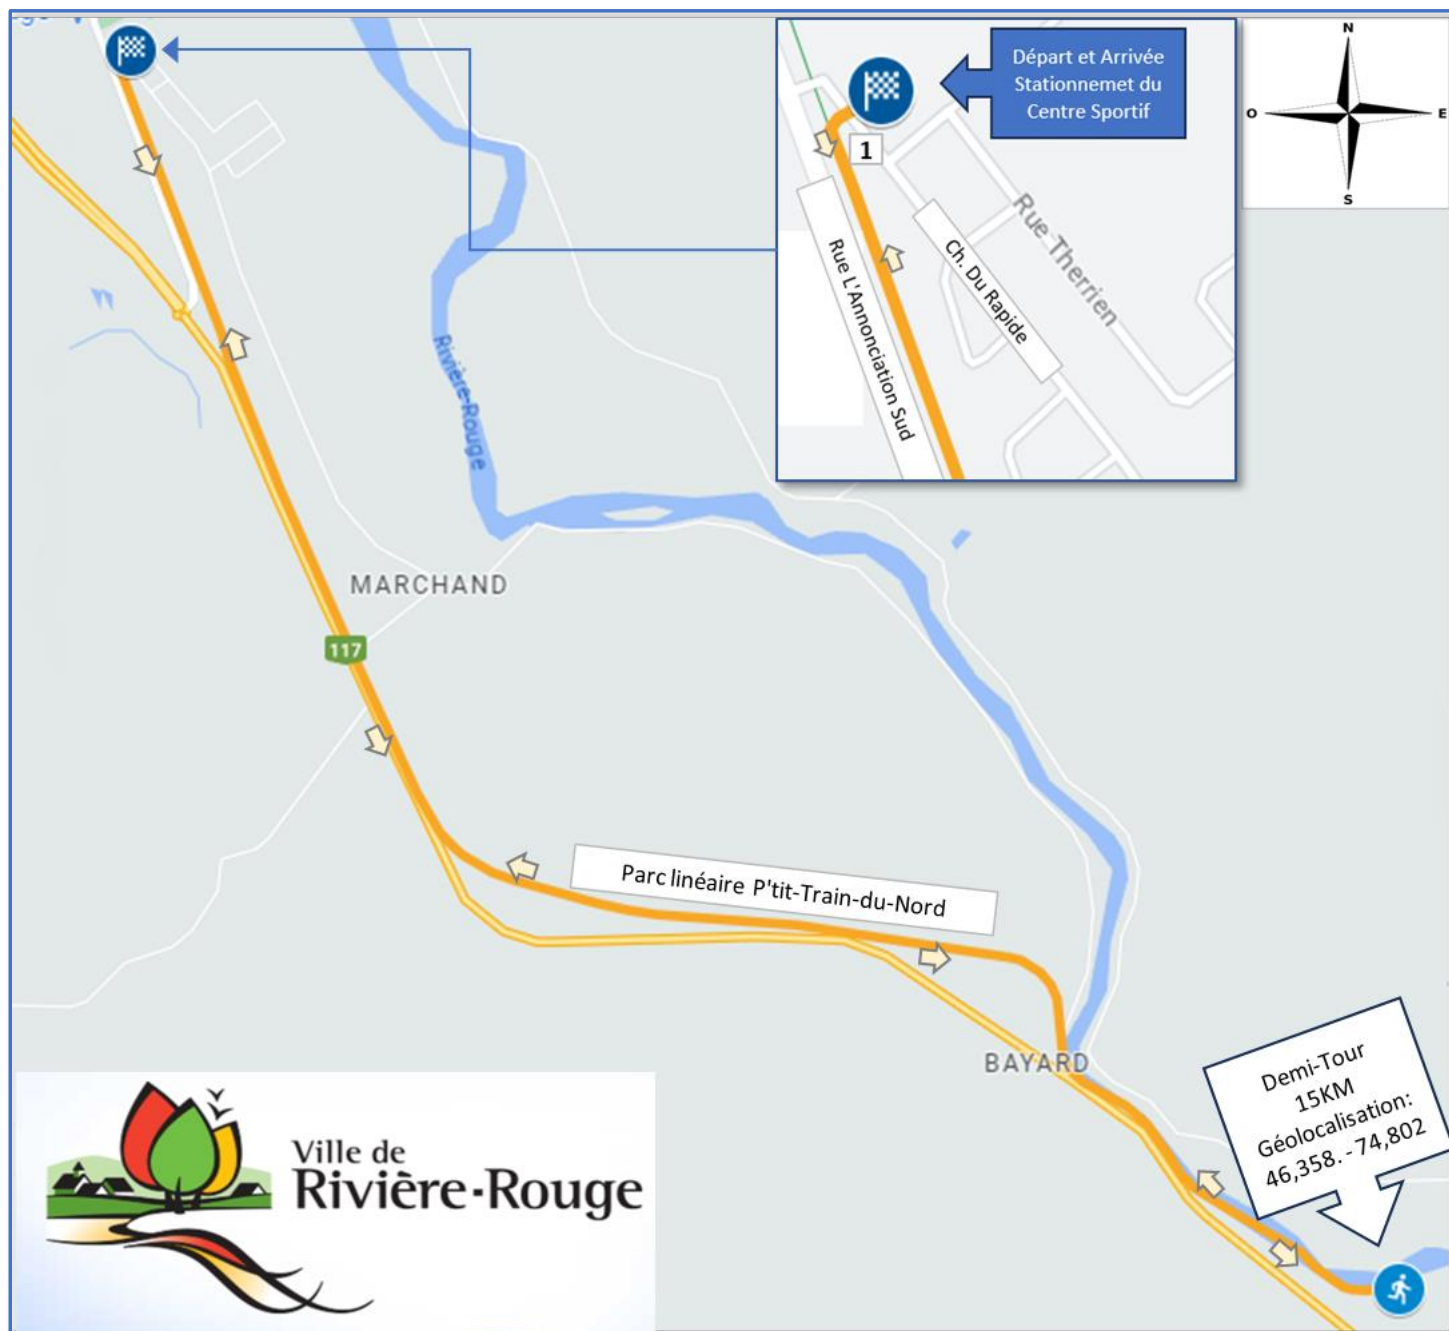 Départ et Arrivée
Stationnemet du
Centre Sportif
N
O
E
S
1
Rue L'Annonciation Sud
Ch. Du Rapide
Rue Therrien
Rivière-Rouge
MARCHAND
117
Parc linéaire P'tit-Train-du-Nord
BAYARD
Demi-Tour
15KM
Géolocalisation:
46,358. - 74,802
Ville de
Rivière-Rouge